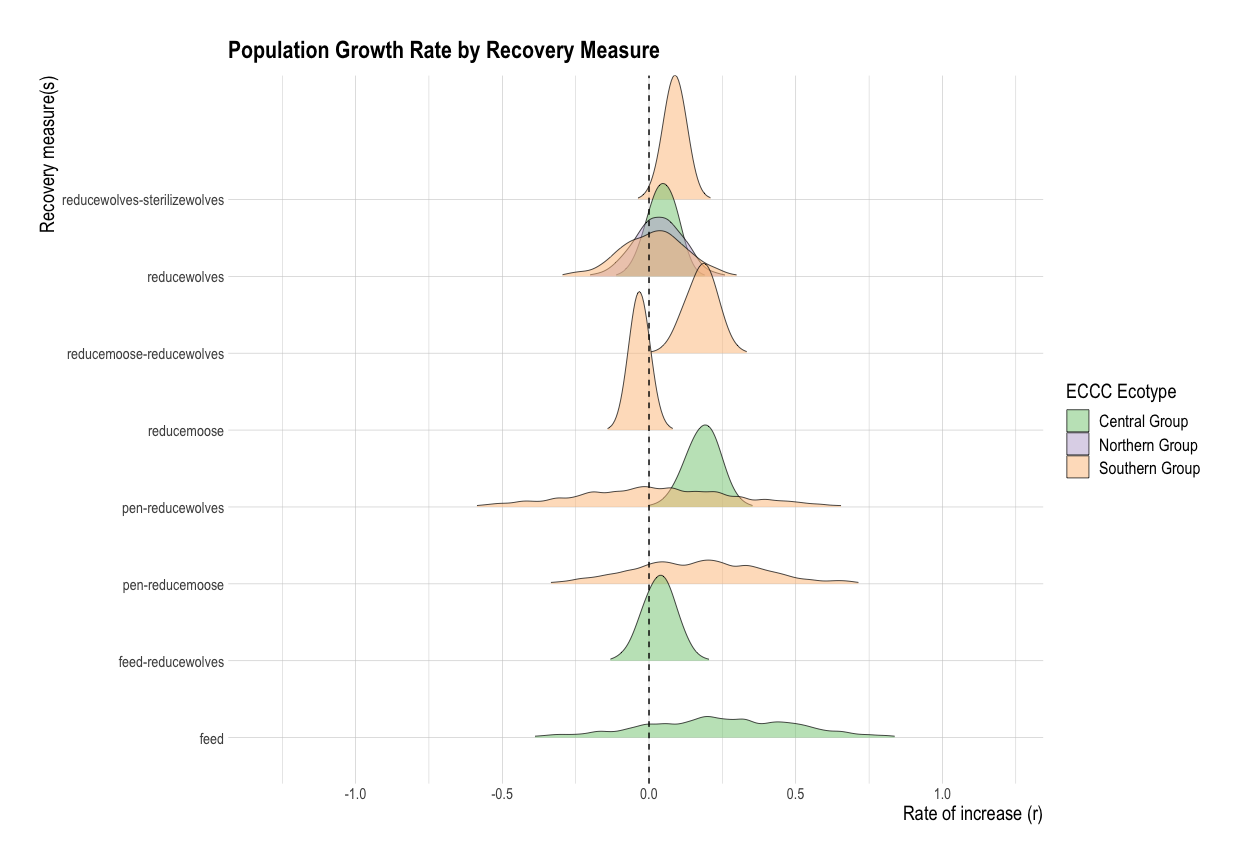 Population Growth Rate by Recovery Measure
Recovery measure(s)
reducewolves-sterilizewolves
reducewolves
reducemoose-reducewolves
reducemoose
pen-reducewolves
pen-reducemoose
feed-reducewolves
feed
-1.0 -0.5 0.0 0.5 1.0
Rate of increase (r)
ECCC Ecotype
Central Group
Northern Group
Southern Group